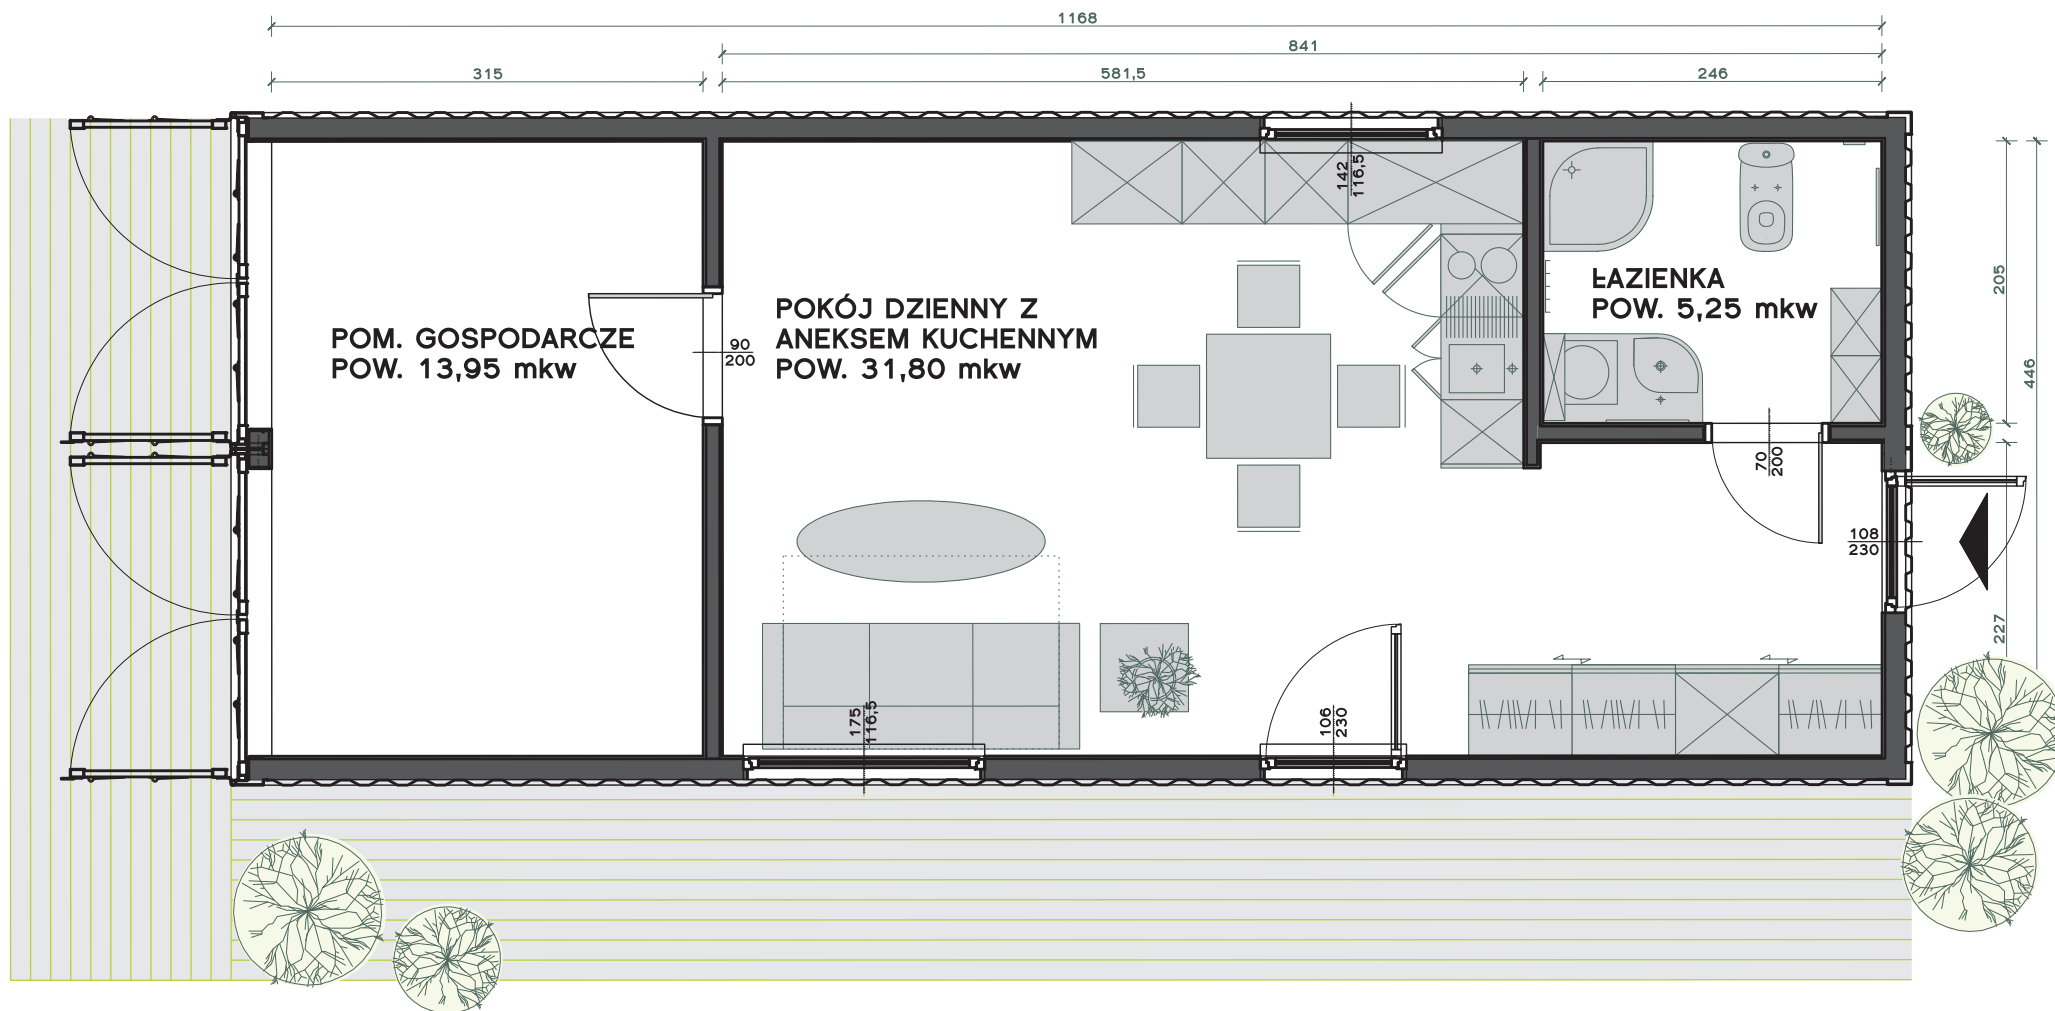 1168
841
315
581,5
246
142
116,5
205
446
ŁAZIENKA
POW. 5,25 mkw
POKÓJ DZIENNY Z
ANEKSEM KUCHENNYM
POW. 31,80 mkw
POM. GOSPODARCZE
POW. 13,95 mkw
90
200
70
200
108
230
227
175
116,5
106
230